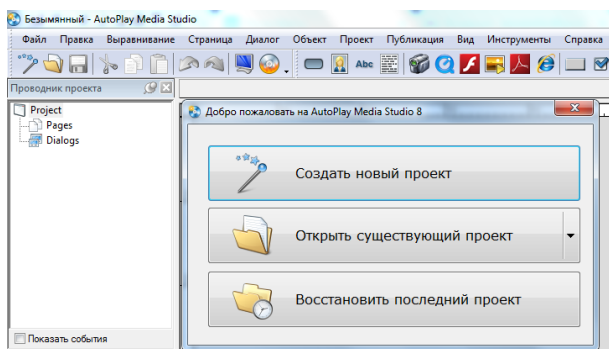 Безымянный - AutoPlay Media Studio
Файл Правка Выравнивание Страница Диалог Объект Проект Публикация Вид Инструменты Справка
Abc
Проводник проекта
Project
Pages
Dialogs
Добро пожаловать на AutoPlay Media Studio 8
Создать новый проект
Открыть существующий проект
Восстановить последний проект
Показать события